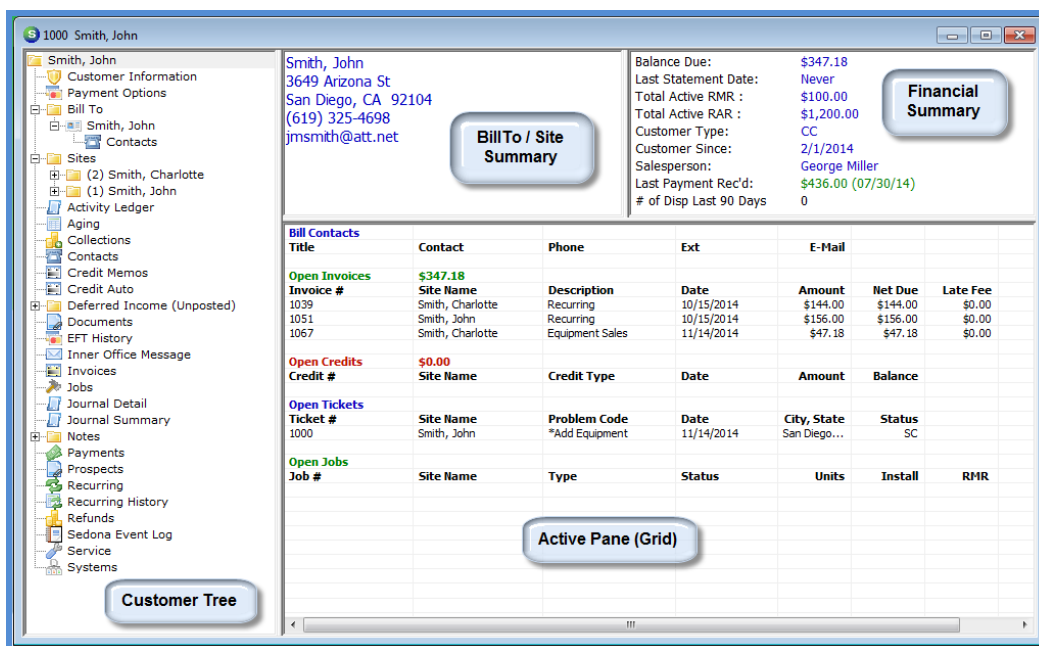 1000 Smith, John
Smith, John
Customer Information
Payment Options
Bill To
Smith, John
Contacts
Sites
(2) Smith, Charlotte
(1) Smith, John
Activity Ledger
Aging
Collections
Contacts
Credit Memos
Credit Auto
Deferred Income (Unposted)
Documents
EFT History
Inner Office Message
Invoices
Jobs
Journal Detail
Journal Summary
Notes
Payments
Prospects
Recurring
Recurring History
Refunds
Sedona Event Log
Service
Systems
Customer Tree
Smith, John
3649 Arizona St
San Diego, CA 92104
(619) 325-4698
jmsmith@att.net
BillTo / Site
Summary
Balance Due: $347.18
Last Statement Date: Never
Total Active RMR : $100.00
Total Active RAR : $1,200.00
Customer Type: CC
Customer Since: 2/1/2014
Salesperson: George Miller
Last Payment Rec'd: $436.00 (07/30/14)
# of Disp Last 90 Days 0
Financial
Summary
Bill Contacts
Title Contact Phone Ext E-Mail
Open Invoices $347.18
Invoice # Site Name Description Date Amount Net Due Late Fee
1039 Smith, Charlotte Recurring 10/15/2014 $144.00 $144.00 $0.00
1051 Smith, John Recurring 10/15/2014 $156.00 $156.00 $0.00
1067 Smith, Charlotte Equipment Sales 11/14/2014 $47.18 $47.18 $0.00
Open Credits $0.00
Credit # Site Name Credit Type Date Amount Balance
Open Tickets
Ticket # Site Name Problem Code Date City, State Status
1000 Smith, John *Add Equipment 11/14/2014 San Diego... SC
Open Jobs
Job # Site Name Type Status Units Install RMR
Active Pane (Grid)